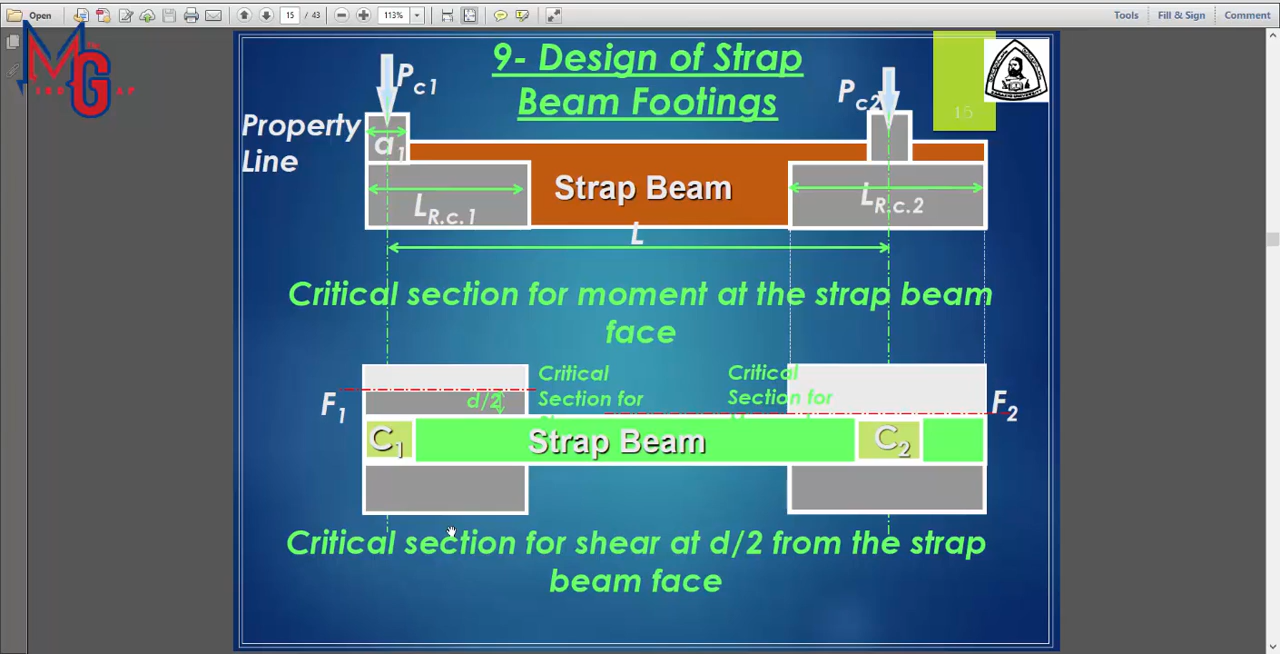 Open
15
/ 43
113%
Tools
Fill & Sign
Comment
MG
9- Design of Strap
Beam Footings
15
Pc1
Pc2
Property
Line
a1
Strap Beam
LR.c.1
LR.c.2
L
Critical section for moment at the strap beam
face
Critical
Section for
Critical
Section for
F1
d/2
F2
C1
Strap Beam
C2
Critical section for shear at d/2 from the strap
beam face